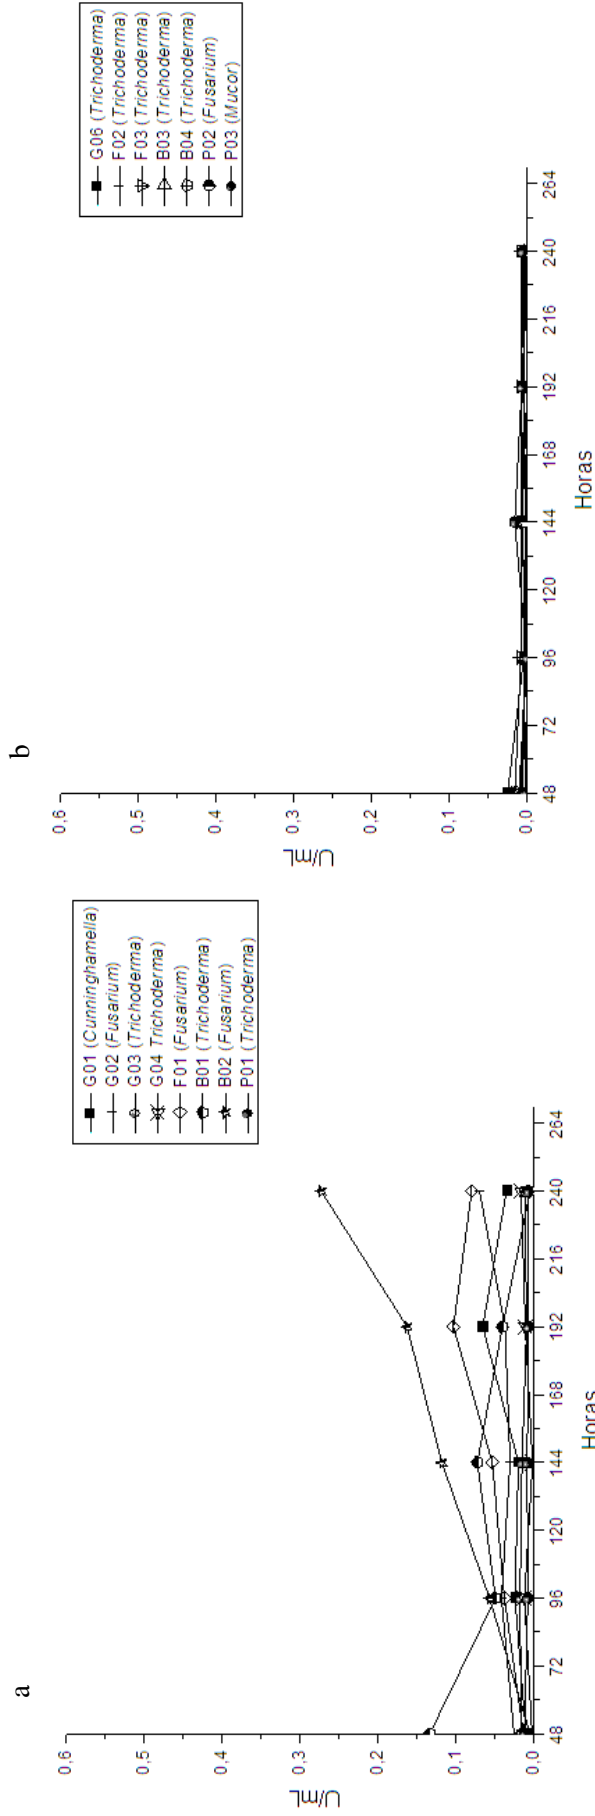 a
U/mL
0,6
0,5
0,4
0,3
0,2
0,1
0,0
48
72
96
120
144
168
192
216
240
264
Horas
G01 (Cunninghamella)
G02 (Fusarium)
G03 (Trichoderma)
G04 Trichoderma)
F01 (Fusarium)
B01 (Trichoderma)
B02 (Fusarium)
P01 (Trichoderma)
b
U/mL
0,6
0,5
0,4
0,3
0,2
0,1
0,0
48
72
96
120
144
168
192
216
240
264
Horas
G06 (Trichoderma)
F02 (Trichoderma)
F03 (Trichoderma)
B03 (Trichoderma)
B04 (Trichoderma)
P02 (Fusarium)
P03 (Mucor)